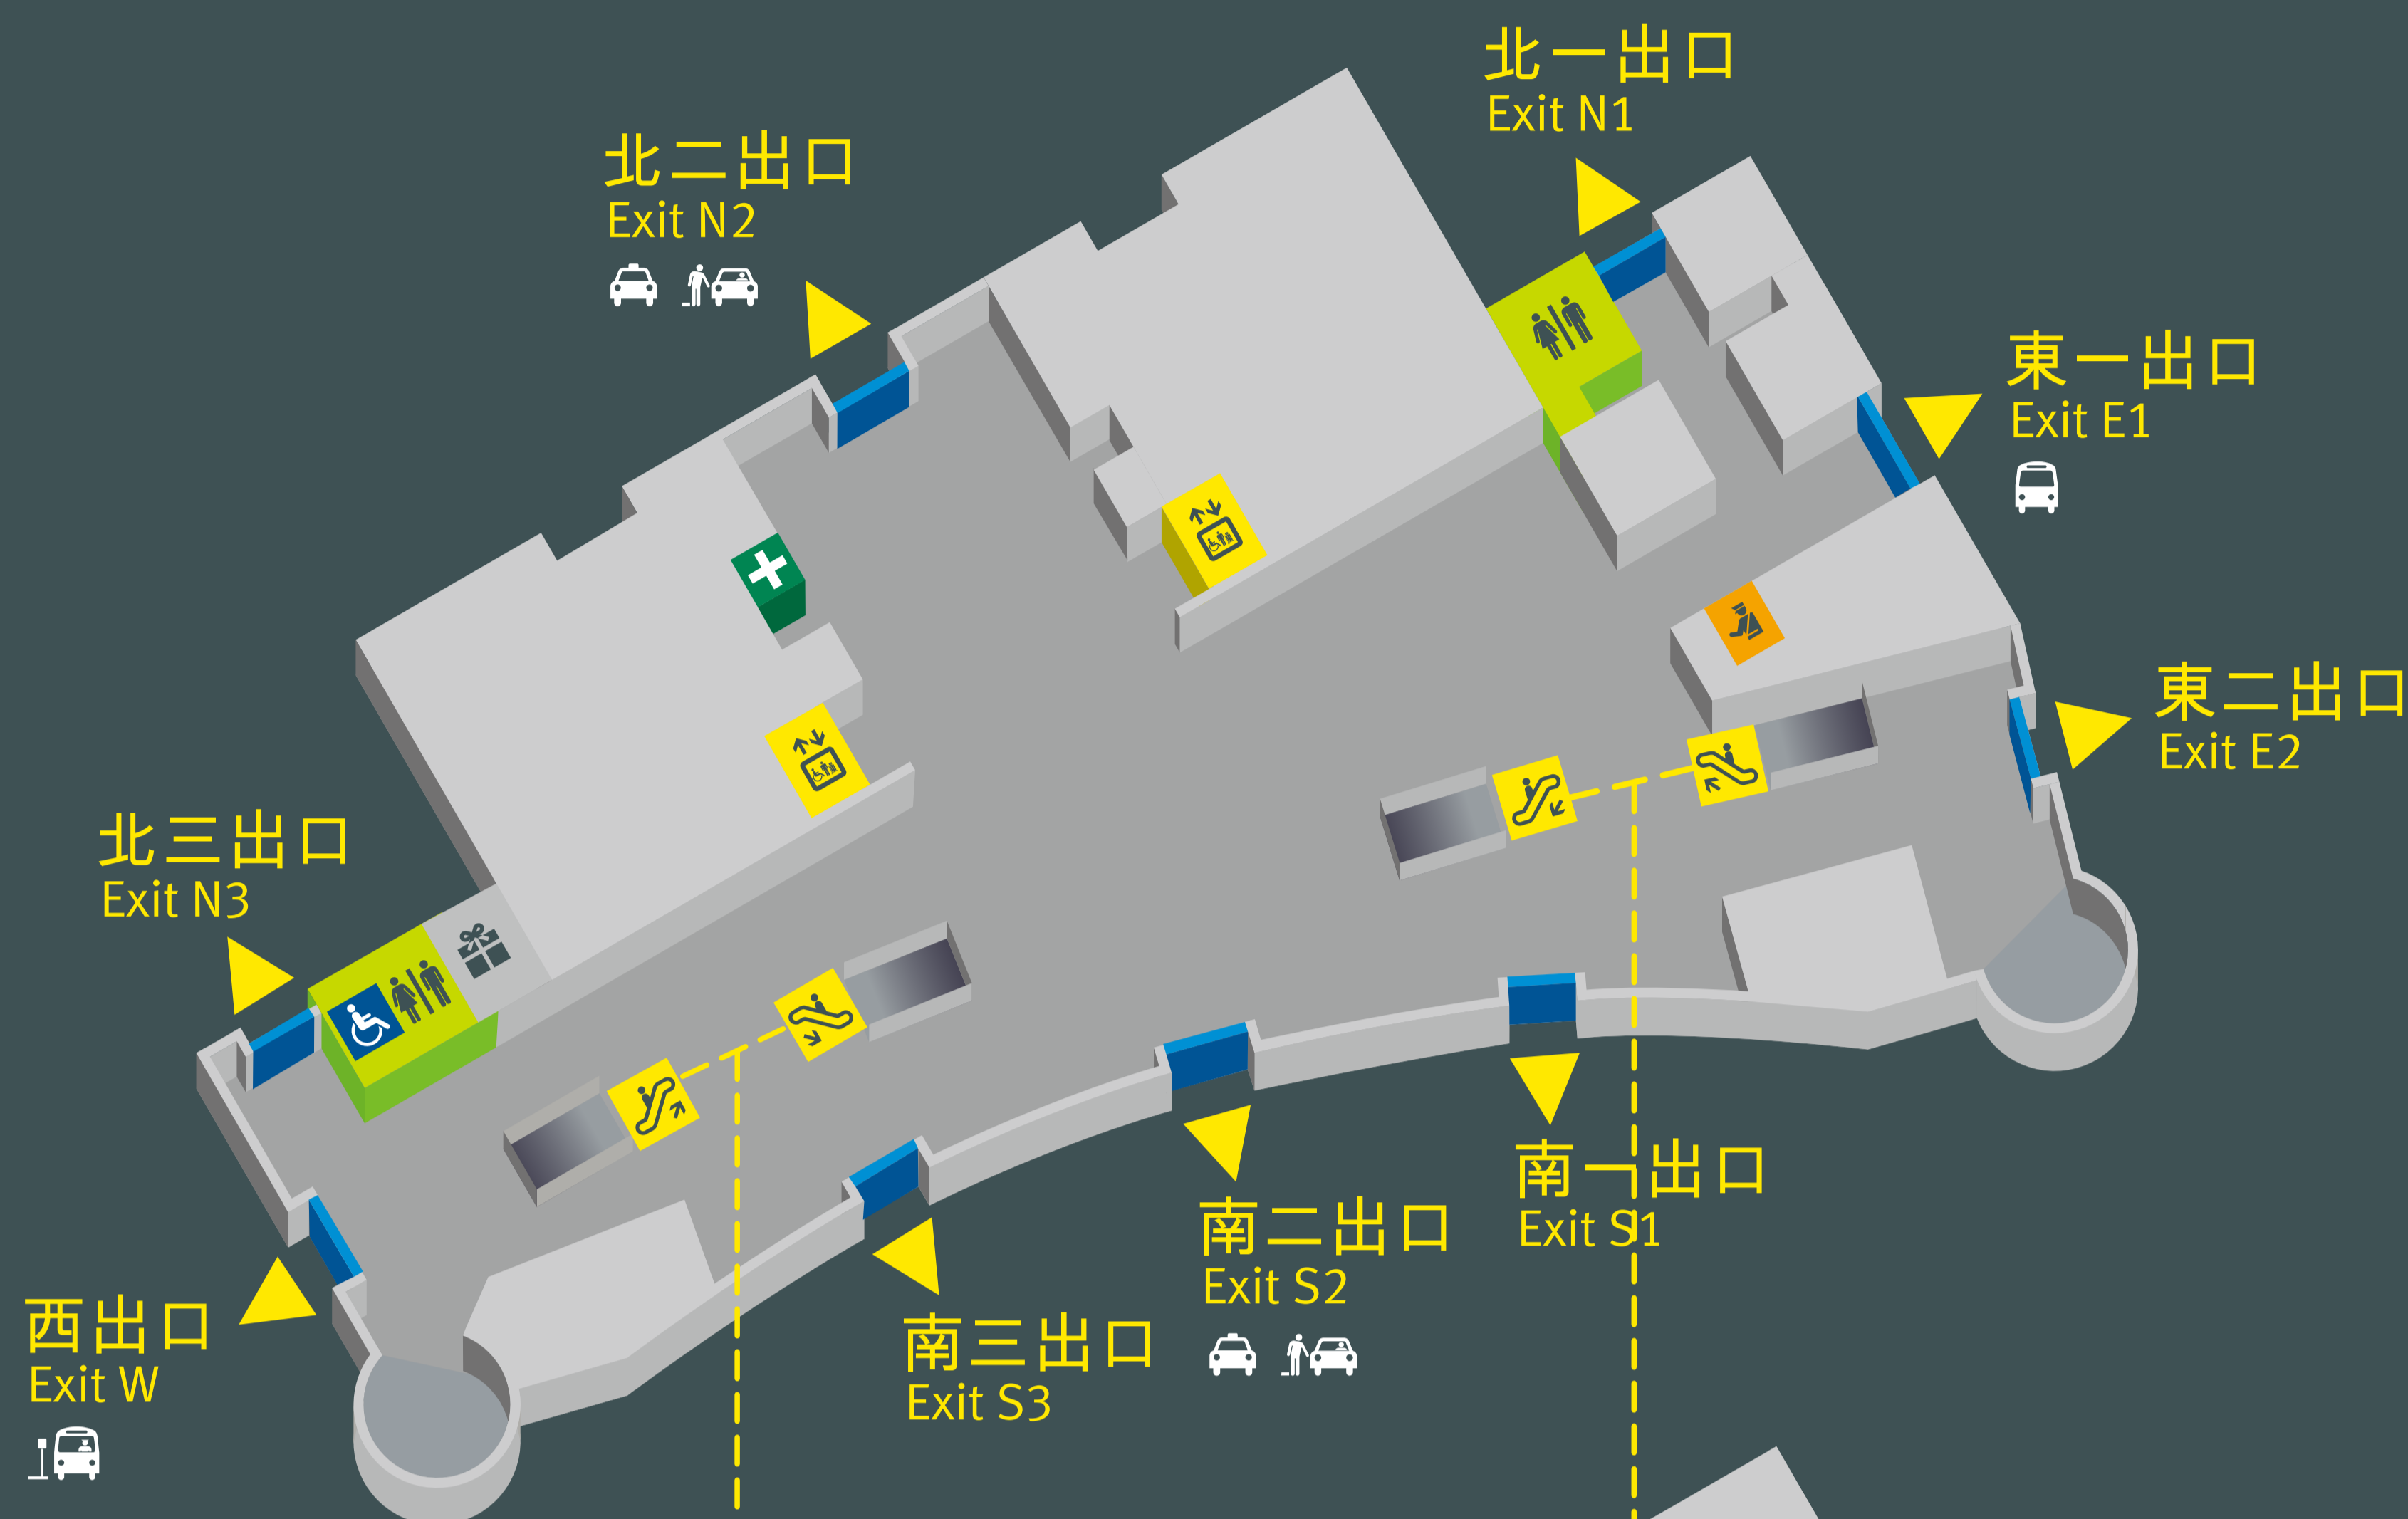 北一出口
Exit N1
北二出口
Exit N2
東一出口
Exit E1
東二出口
Exit E2
北三出口
Exit N3
南一出口
Exit S1
南二出口
Exit S2
南三出口
Exit S3
西出口
Exit W